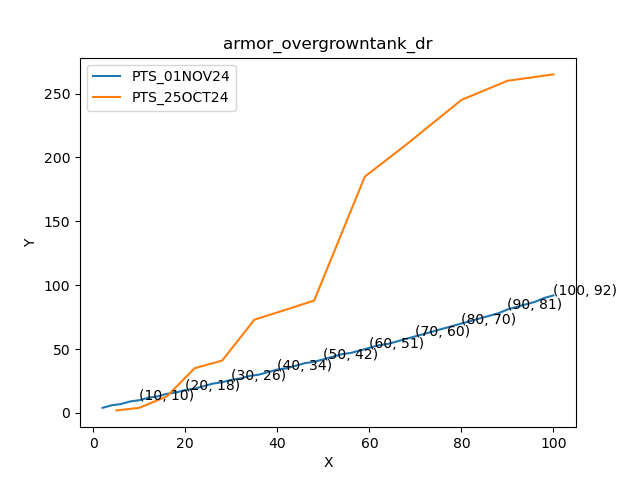 armor_overgrowntank_dr
PTS_01NOV24
PTS_25OCT24
250
200
150
100
50
0
Y
(100, 92)
(90, 81)
(80, 70)
(70, 60)
(60, 51)
(50, 42)
(40, 34)
(30, 26)
(20, 18)
(10, 10)
0 20 40 60 80 100
X